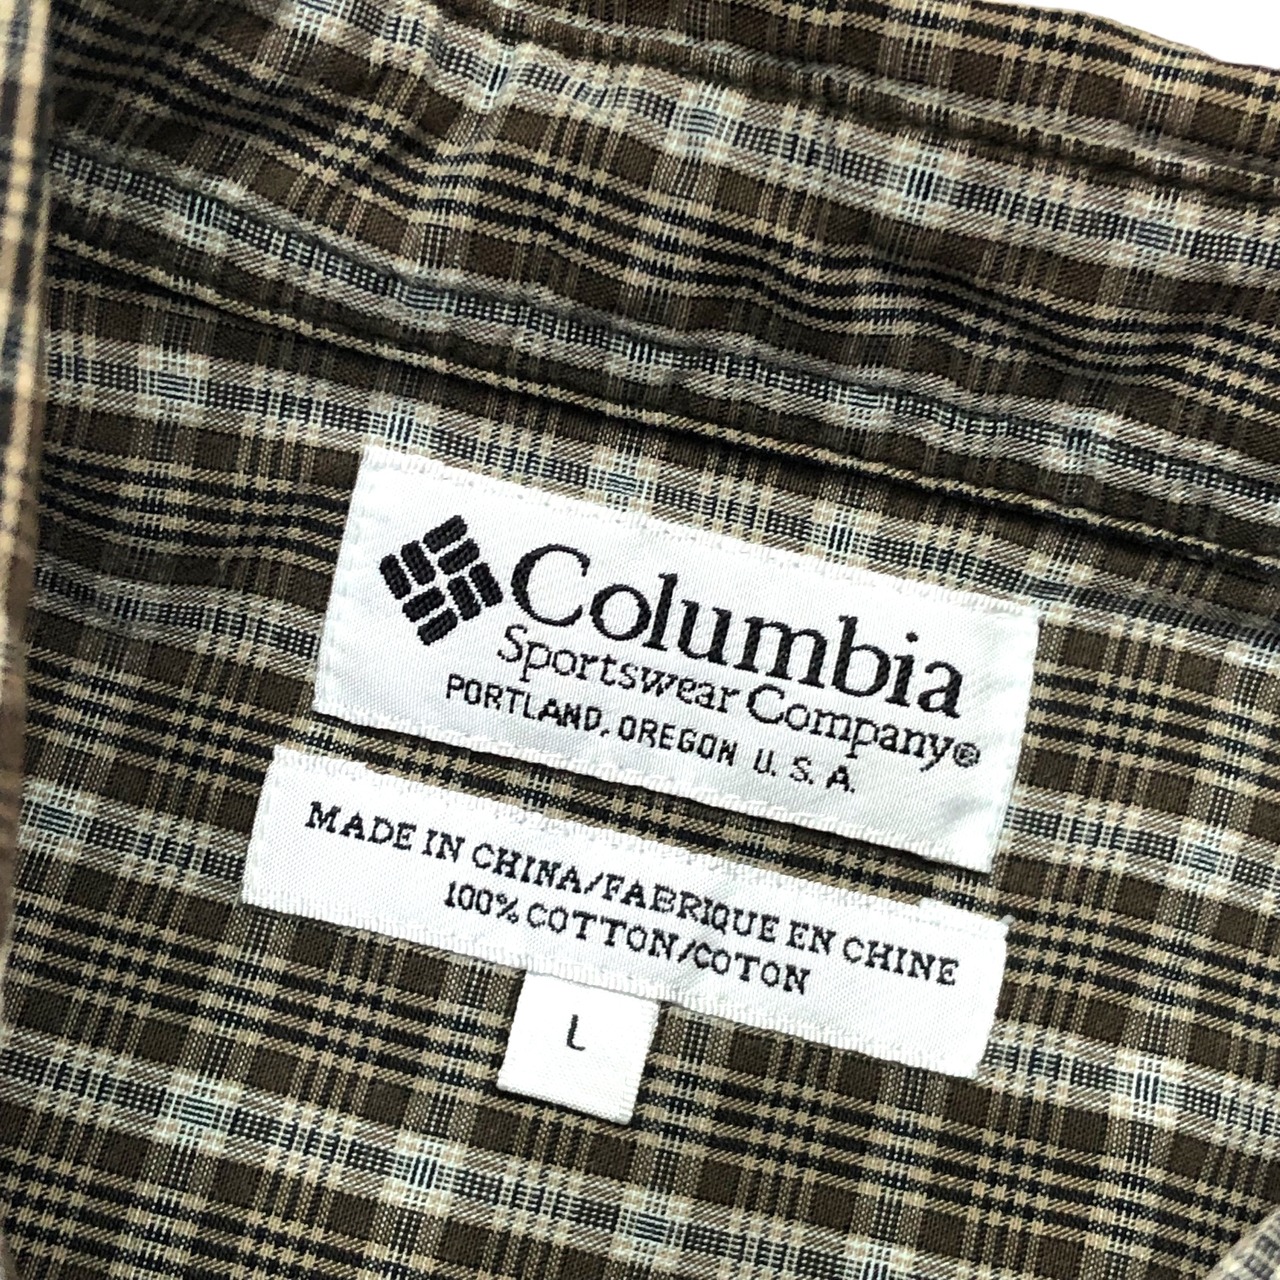 Columbia
Sportswear Company®
PORTLAND, OREGON U.S.A.
MADE IN CHINA/FABRIQUE EN CHINE
100% COTTON/COTON
L